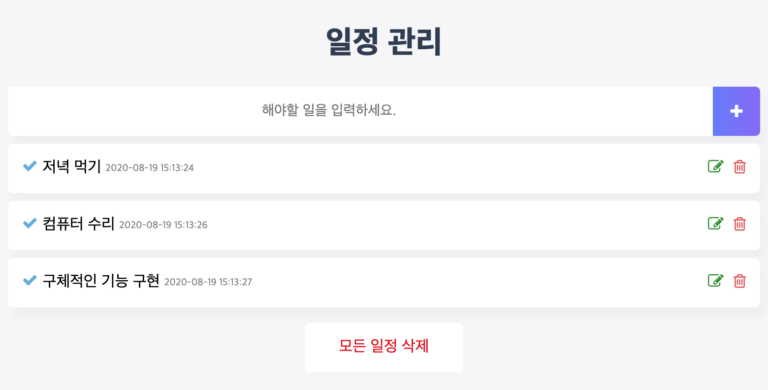 일정 관리
해야할 일을 입력하세요.
저녁 먹기 2020-08-19 15:13:24
컴퓨터 수리 2020-08-19 15:13:26
구체적인 기능 구현 2020-08-19 15:13:27
모든 일정 삭제